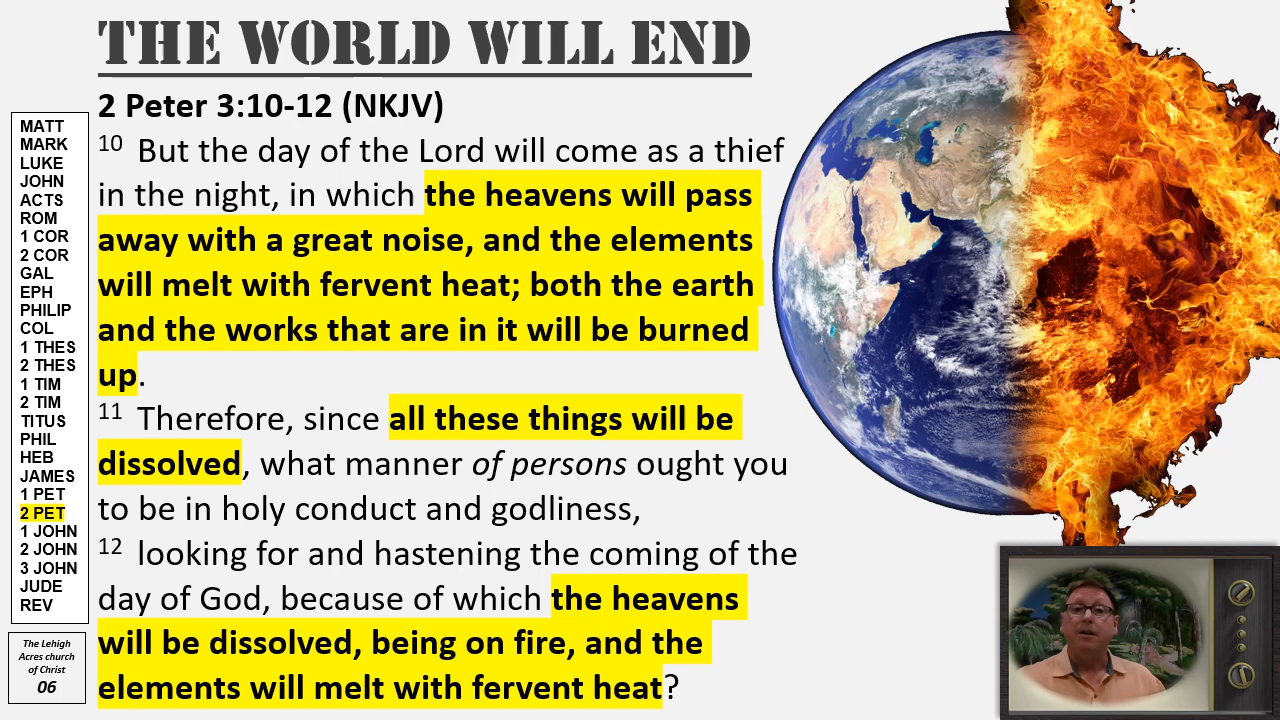 THE WORLD WILL END
2 Peter 3:10-12 (NKJV)
10 But the day of the Lord will come as a thief
in the night, in which the heavens will pass
away with a great noise, and the elements
will melt with fervent heat; both the earth
and the works that are in it will be burned
up.
11 Therefore, since all these things will be
dissolved, what manner of persons ought you
to be in holy conduct and godliness,
12 looking for and hastening the coming of the
day of God, because of which the heavens
will be dissolved, being on fire, and the
elements will melt with fervent heat?
MATT
MARK
LUKE
JOHN
ACTS
ROM
1 COR
2 COR
GAL
EPH
PHILIP
COL
1 THES
2 THES
1 TIM
2 TIM
TITUS
PHIL
HEB
JAMES
1 PET
2 PET
1 JOHN
2 JOHN
3 JOHN
JUDE
REV
The Lehigh
Acres church
of Christ
06